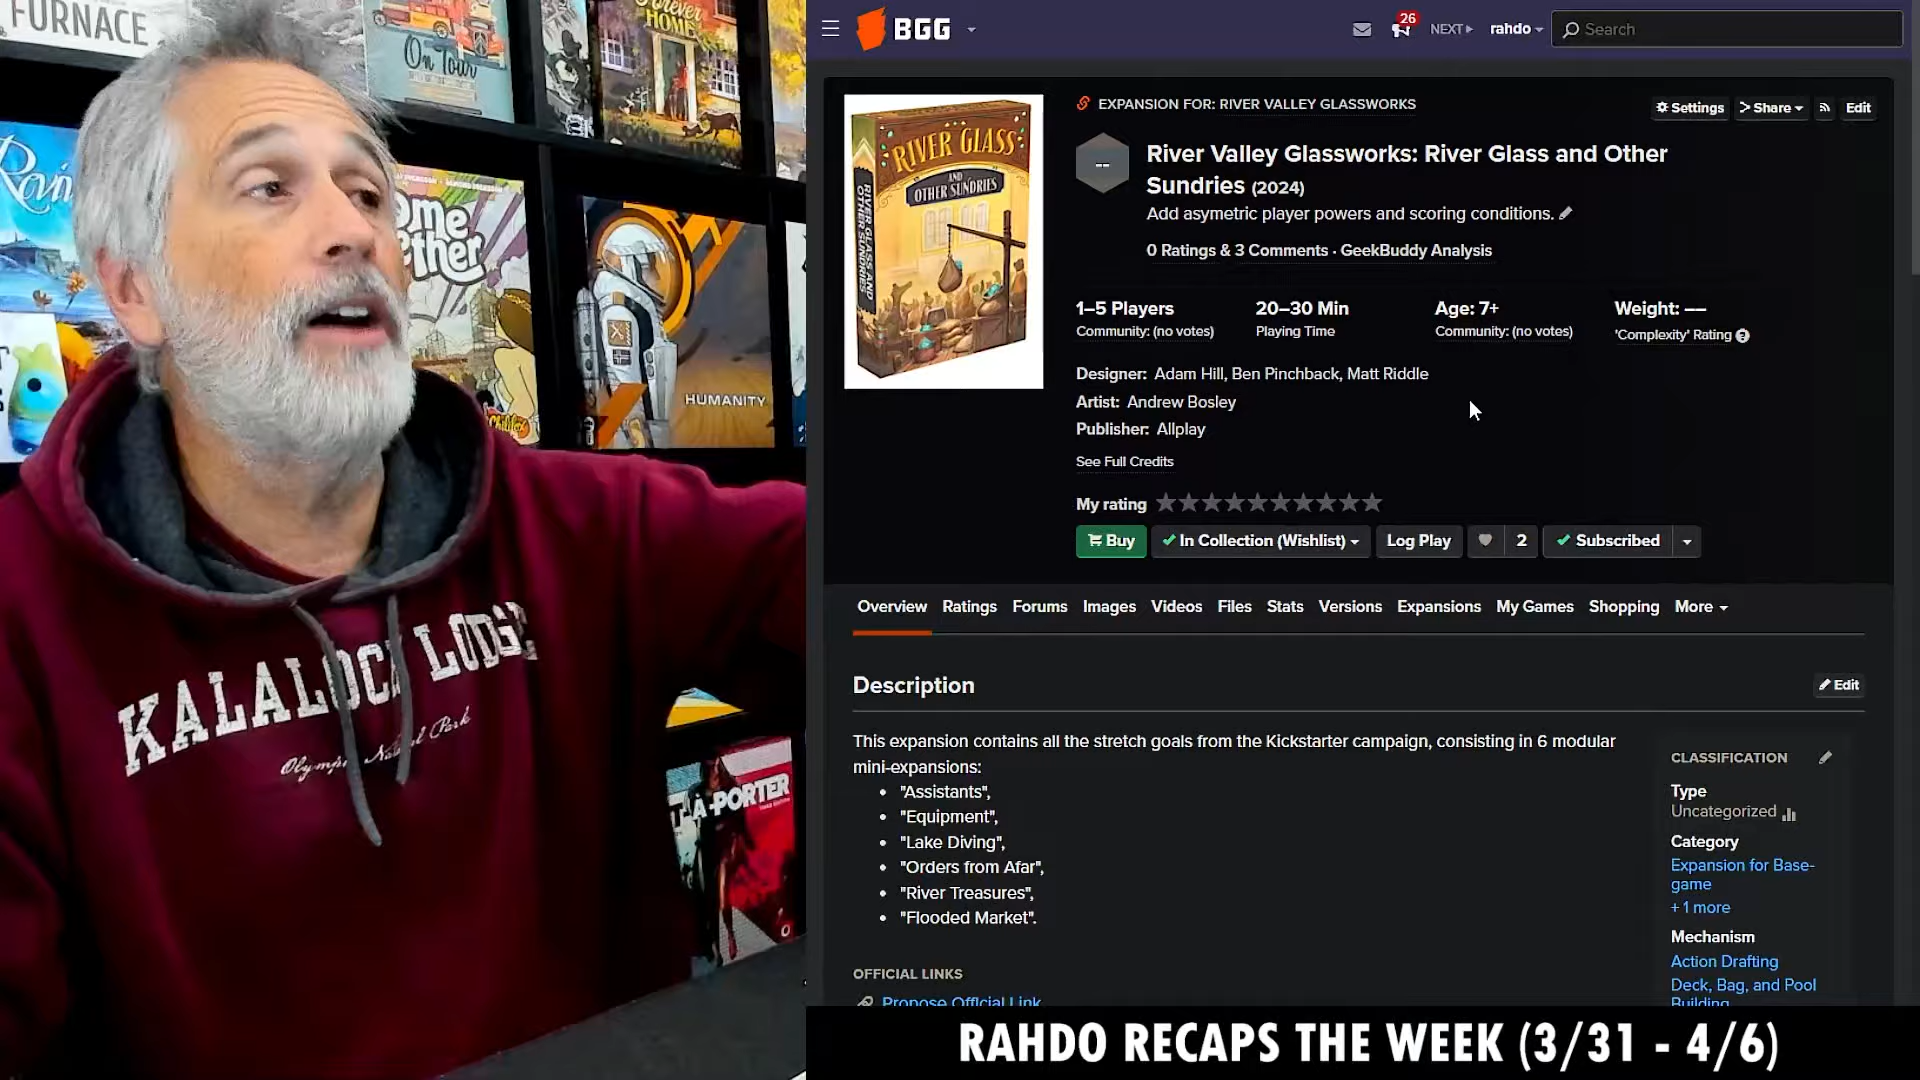 FURNACE
On Tour
Forever
HOME
HUMANITY
KALALOCH LODGE
À-PORTER
BGG
26
NEXT
rahdo
Search
RIVER GLASS
AND
OTHER SUNDRIES
RIVER GLASS AND
OTHER SUNDRIES
EXPANSION FOR: RIVER VALLEY GLASSWORKS
Settings
Share
Edit
--
River Valley Glassworks: River Glass and Other
Sundries (2024)
Add asymetric player powers and scoring conditions.
0 Ratings & 3 Comments · GeekBuddy Analysis
1–5 Players
Community: (no votes)
20–30 Min
Playing Time
Age: 7+
Community: (no votes)
Weight: ––
'Complexity' Rating ?
Designer: Adam Hill, Ben Pinchback, Matt Riddle
Artist: Andrew Bosley
Publisher: Allplay
See Full Credits
My rating
Buy
In Collection (Wishlist)
Log Play
2
Subscribed
Overview
Ratings
Forums
Images
Videos
Files
Stats
Versions
Expansions
My Games
Shopping
More
Description
Edit
This expansion contains all the stretch goals from the Kickstarter campaign, consisting in 6 modular
mini-expansions:
• "Assistants",
• "Equipment",
• "Lake Diving",
• "Orders from Afar",
• "River Treasures",
• "Flooded Market".
OFFICIAL LINKS
Propose Official Link
CLASSIFICATION
Type
Uncategorized
Category
Expansion for Base-
game
+ 1 more
Mechanism
Action Drafting
Deck, Bag, and Pool
Building
RAHDO RECAPS THE WEEK (3/31 - 4/6)